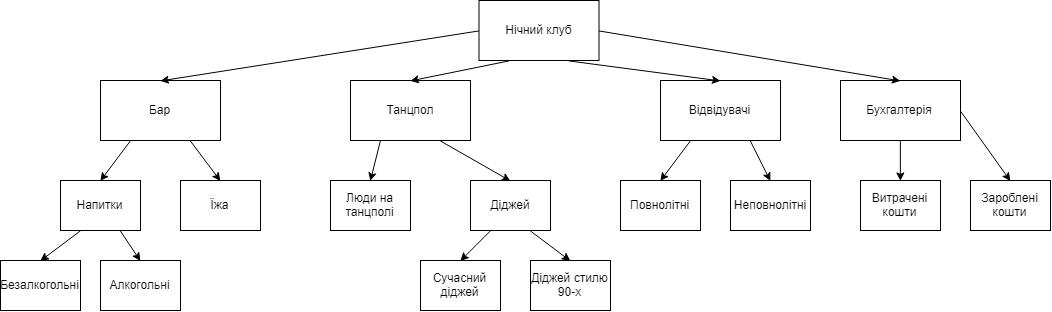 Нічний клуб
Бар
Танцпол
Відвідувачі
Бухгалтерія
Напитки
Їжа
Люди на
танцполі
Діджей
Повнолітні
Неповнолітні
Витрачені
кошти
Зароблені
кошти
Безалкогольні
Алкогольні
Сучасний
діджей
Діджей стилю
90-х